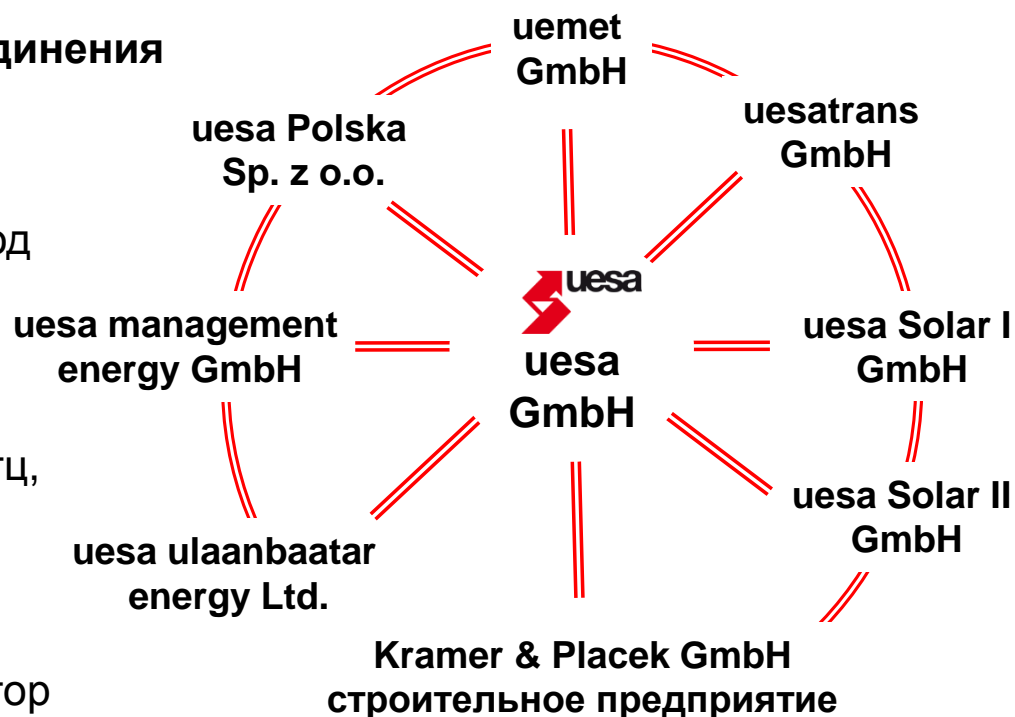 динения
од
тц,
тор
uemet
GmbH
uesatrans
GmbH
uesa Polska
Sp. z o.o.
uesa
uesa
GmbH
uesa management
energy GmbH
uesa Solar I
GmbH
uesa Solar II
GmbH
uesa ulaanbaatar
energy Ltd.
Kramer & Placek GmbH
строительное предприятие